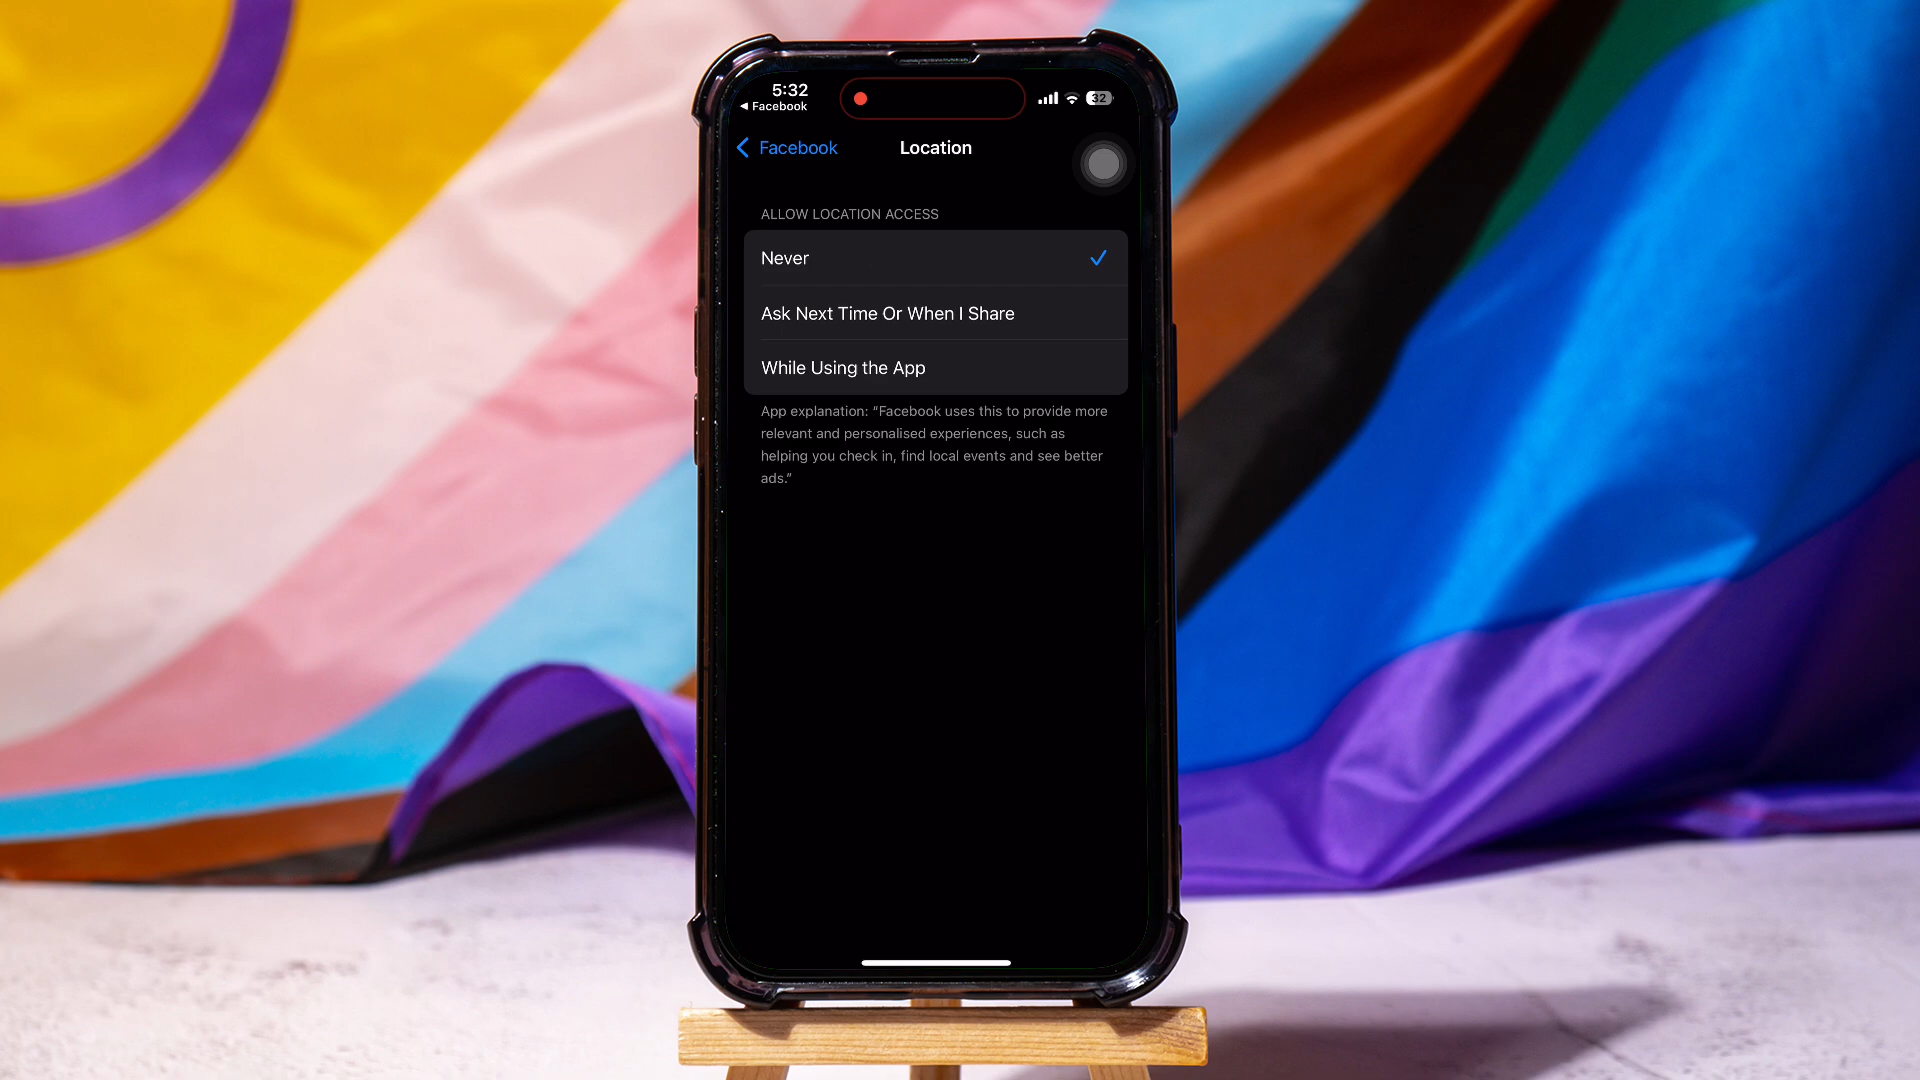 5:32
◀ Facebook
32
Facebook
Location
ALLOW LOCATION ACCESS
Never
Ask Next Time Or When I Share
While Using the App
App explanation: “Facebook uses this to provide more
relevant and personalised experiences, such as
helping you check in, find local events and see better
ads.”